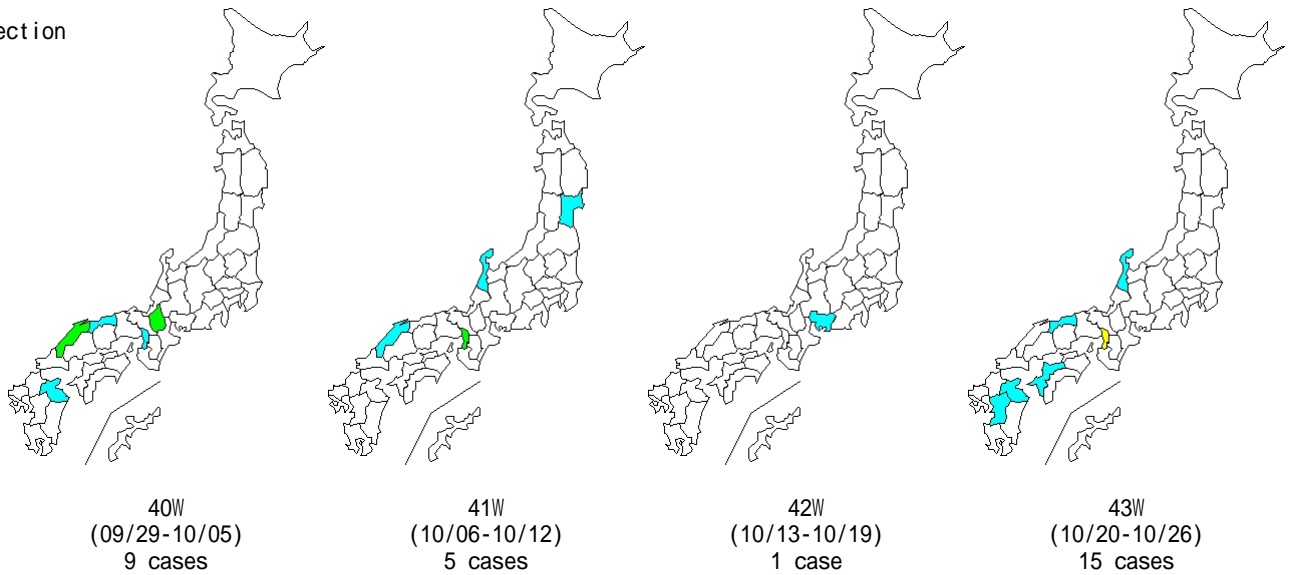 ection
40W
(09/29-10/05)
9 cases
41W
(10/06-10/12)
5 cases
42W
(10/13-10/19)
1 case
43W
(10/20-10/26)
15 cases